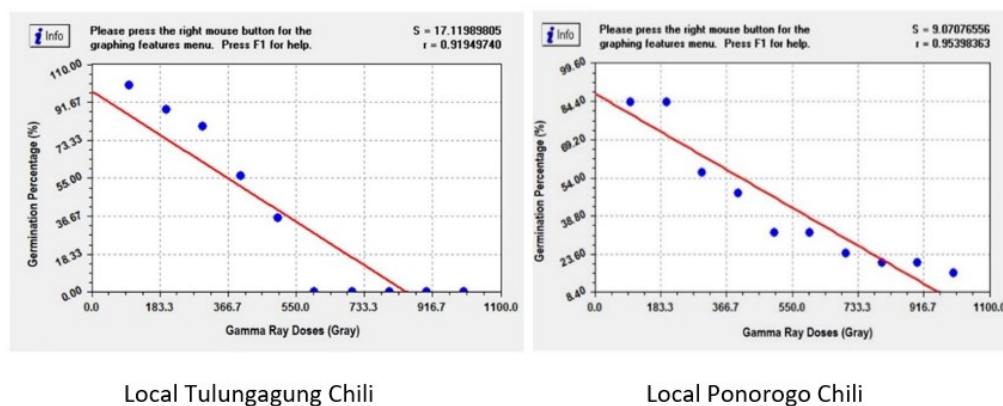 Info
Please press the right mouse button for the
graphing features menu. Press F1 for help.
S = 17.11989805
r = 0.91949740
Germination Percentage (%)
110.00
91.67
73.33
55.00
36.67
18.33
0.00
0.0 183.3 366.7 550.0 733.3 916.7 1100.0
Gamma Ray Doses (Gray)
Local Tulungagung Chili
Info
Please press the right mouse button for the
graphing features menu. Press F1 for help.
S = 9.07076556
r = 0.95398363
Germination Percentage (%)
99.60
84.40
69.20
54.00
38.80
23.60
8.40
0.0 183.3 366.7 550.0 733.3 916.7 1100.0
Gamma Ray Doses (Gray)
Local Ponorogo Chili